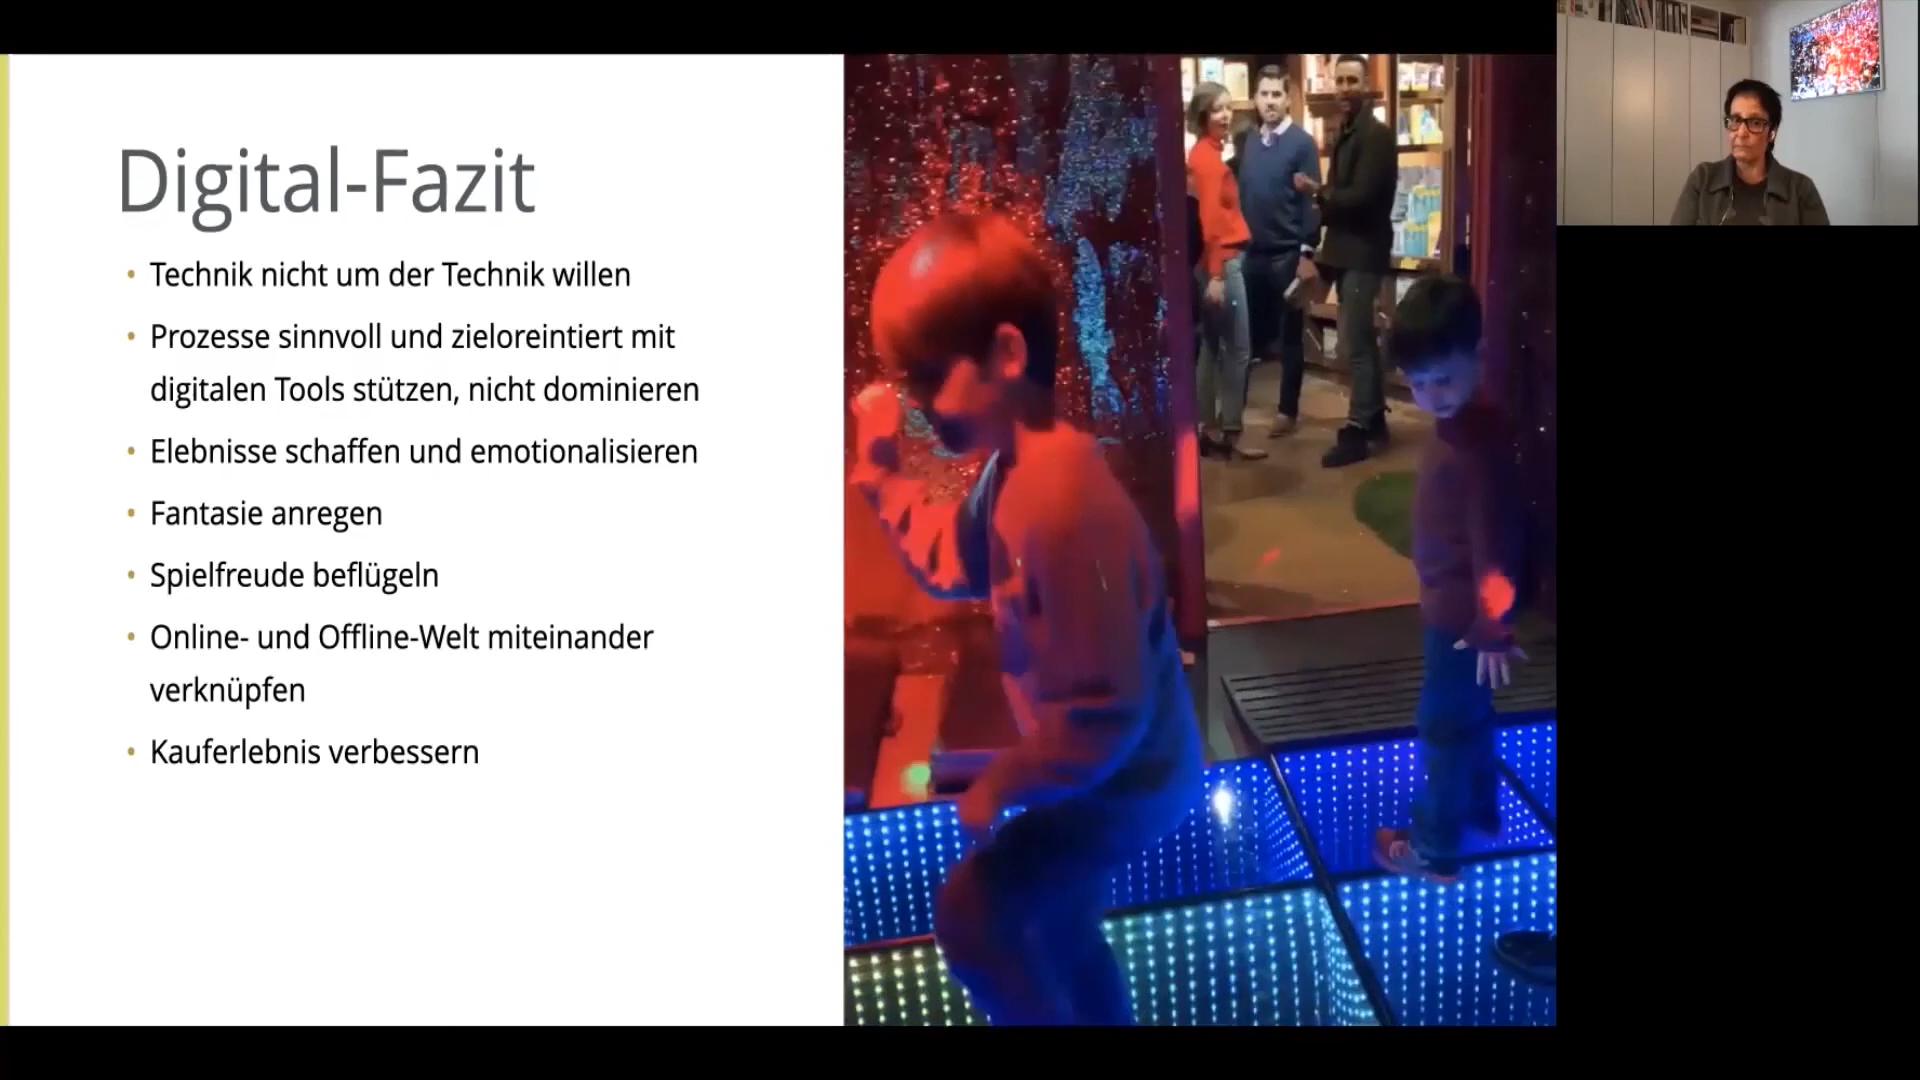 Digital-Fazit
• Technik nicht um der Technik willen
• Prozesse sinnvoll und zieloreintiert mit
digitalen Tools stützen, nicht dominieren
• Elebnisse schaffen und emotionalisieren
• Fantasie anregen
• Spielfreude beflügeln
• Online- und Offline-Welt miteinander
verknüpfen
• Kauferlebnis verbessern